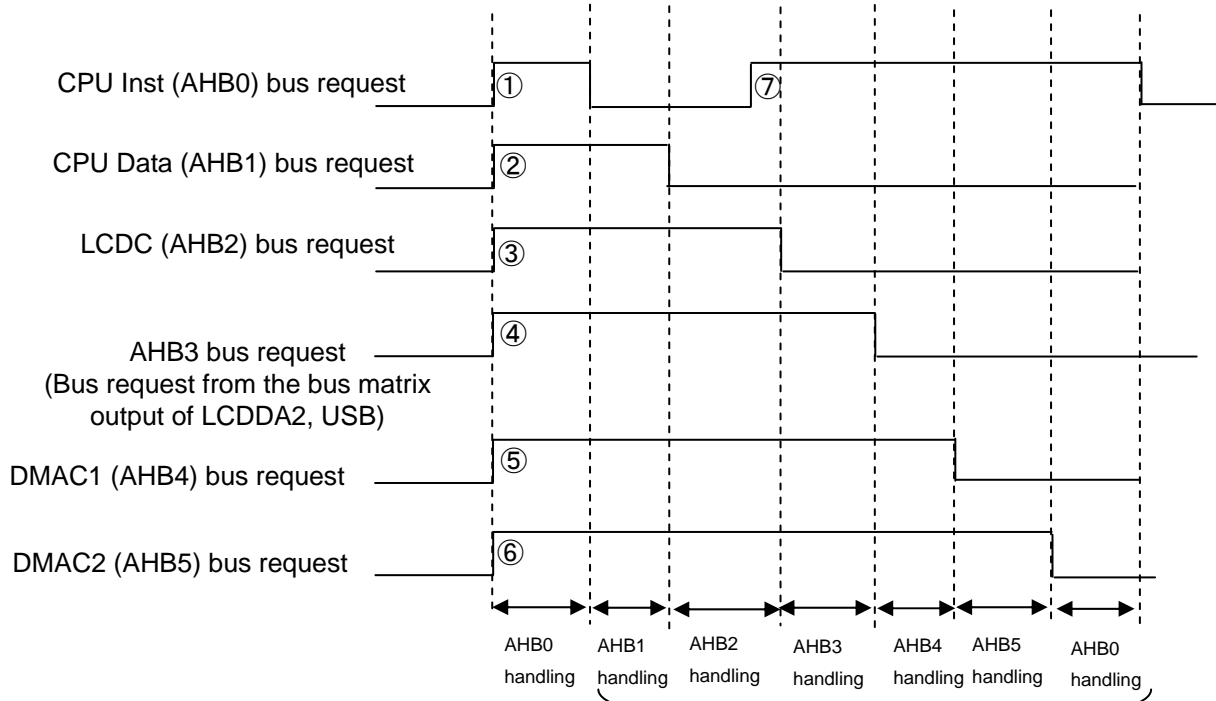 CPU Inst (AHB0) bus request
①
⑦
CPU Data (AHB1) bus request
②
LCDC (AHB2) bus request
③
AHB3 bus request
(Bus request from the bus matrix
output of LCDDA2, USB)
④
DMAC1 (AHB4) bus request
⑤
DMAC2 (AHB5) bus request
⑥
AHB0 AHB1 AHB2 AHB3 AHB4 AHB5 AHB0
handling handling handling handling handling handling handling